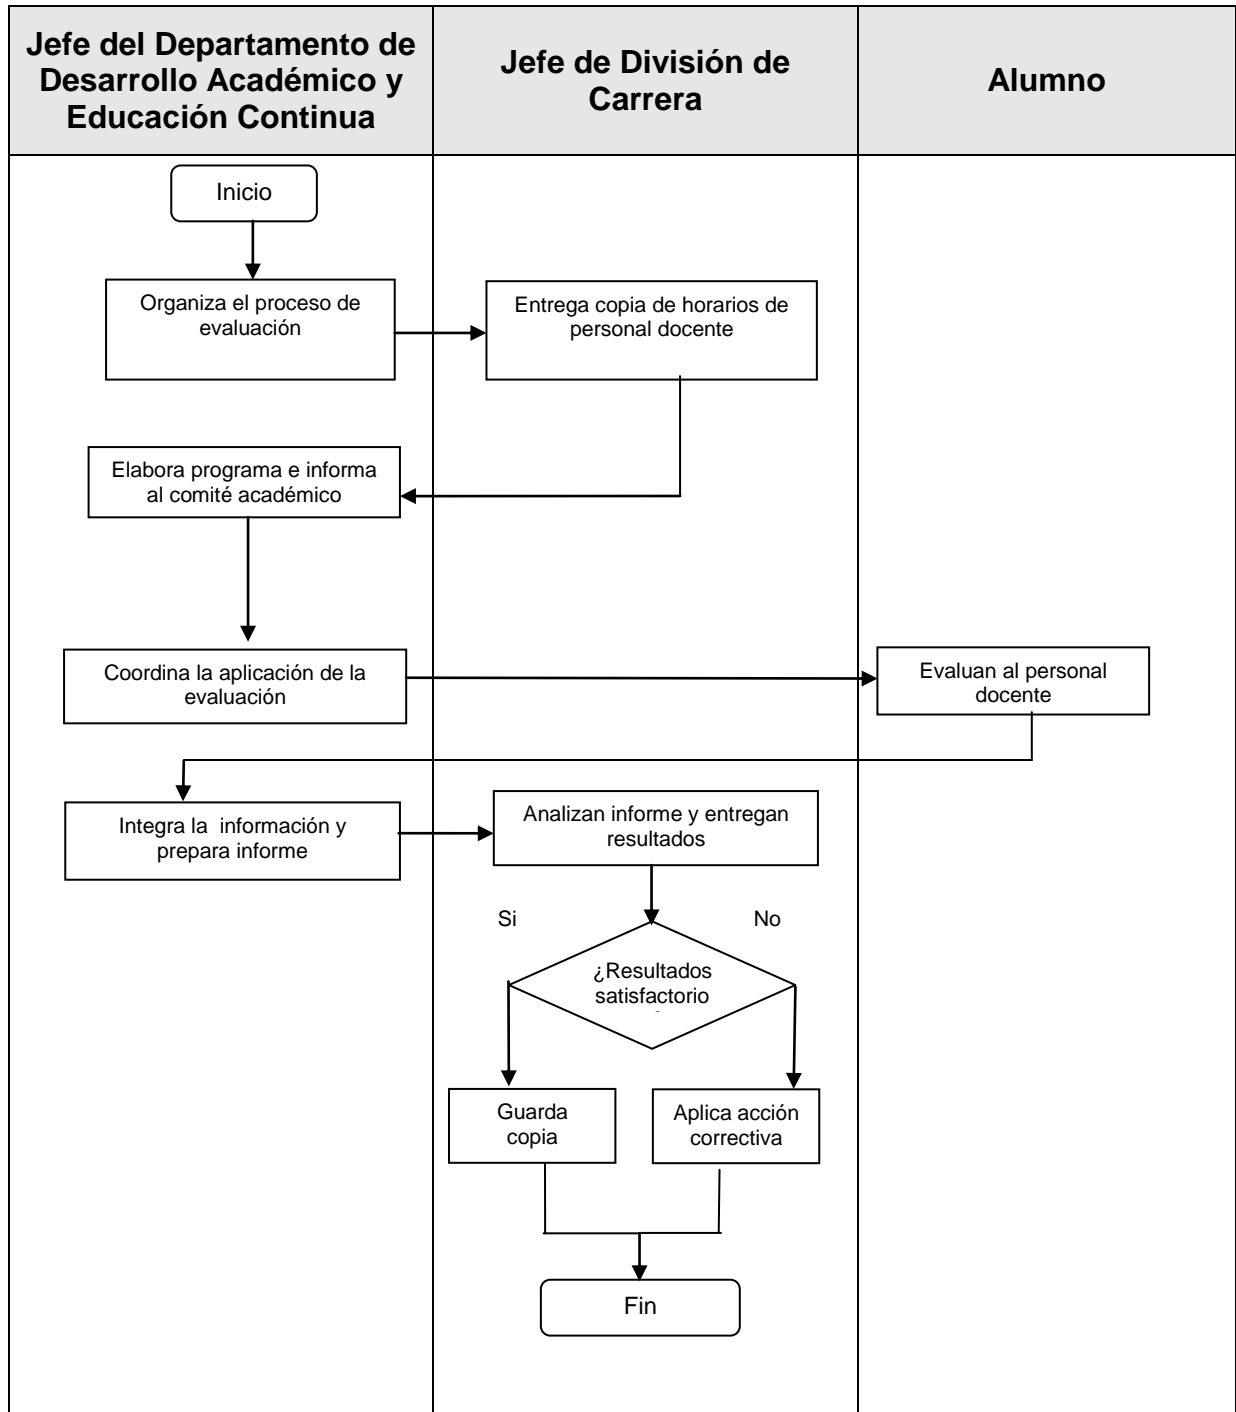 Jefe del Departamento de
Desarrollo Académico y
Educación Continua
Jefe de División de
Carrera
Alumno
Inicio
Organiza el proceso de
evaluación
Entrega copia de horarios de
personal docente
Elabora programa e informa
al comité académico
Coordina la aplicación de la
evaluación
Evaluan al personal
docente
Integra la información y
prepara informe
Analizan informe y entregan
resultados
Si
No
¿Resultados
satisfactorio
Guarda
copia
Aplica acción
correctiva
Fin